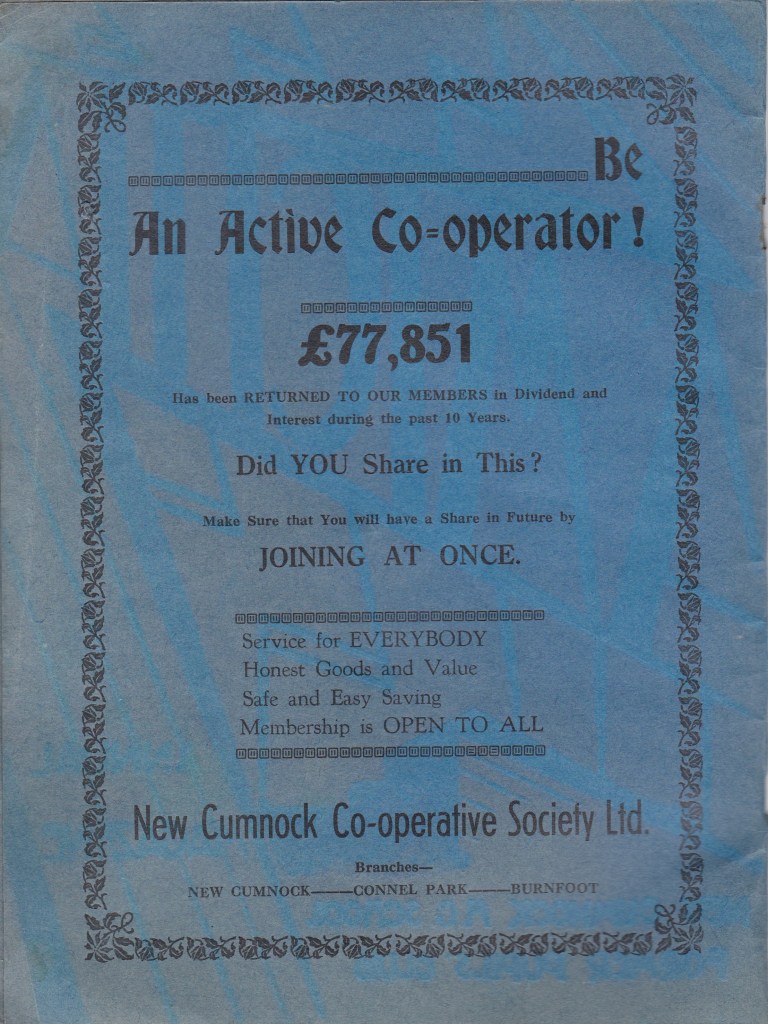 Be
An Active Co-operator!
£77,851
Has been RETURNED TO OUR MEMBERS in Dividend and
Interest during the past 10 Years.
Did YOU Share in This?
Make Sure that You will have a Share in Future by
JOINING AT ONCE.
Service for EVERYBODY
Honest Goods and Value
Safe and Easy Saving
Membership is OPEN TO ALL
New Cumnock Co-operative Society Ltd.
Branches—
NEW CUMNOCK——CONNEL PARK——BURNFOOT